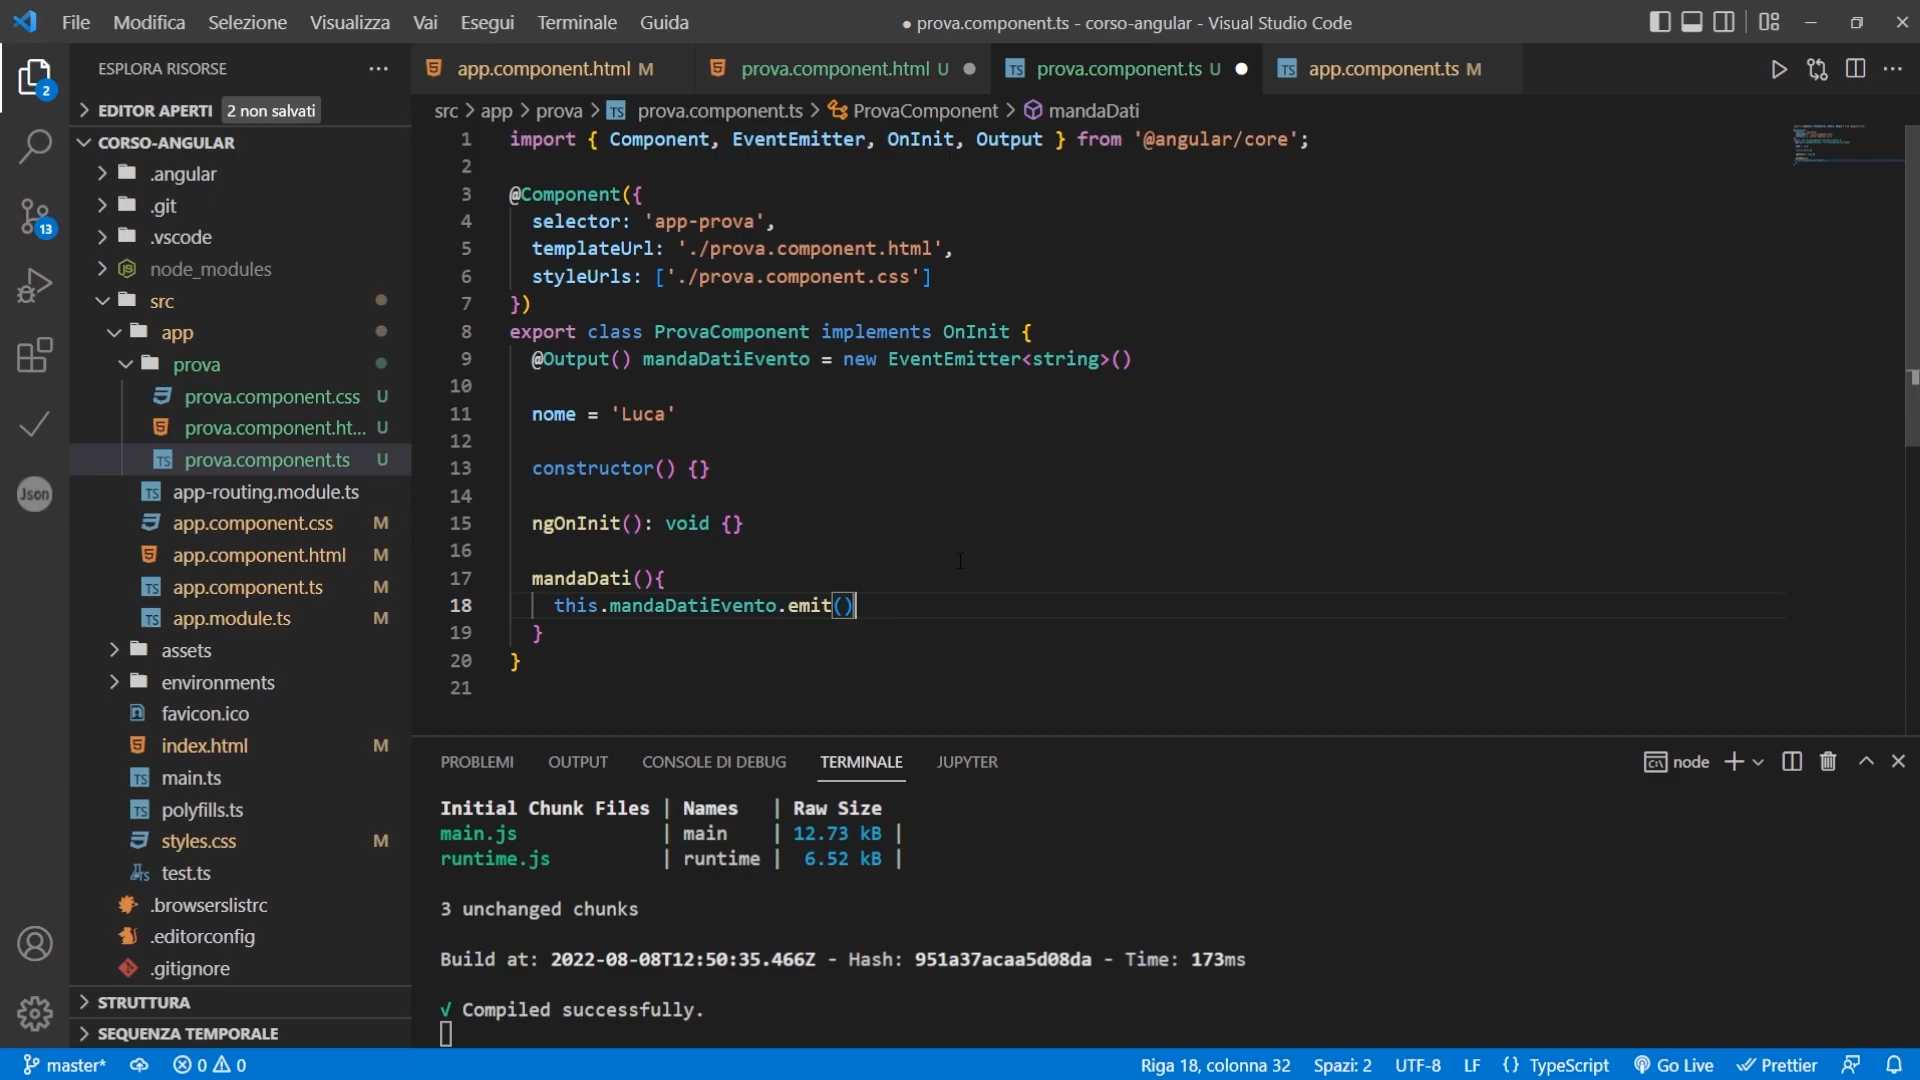 File Modifica Selezione Visualizza Vai Esegui Terminale Guida
● prova.component.ts - corso-angular - Visual Studio Code
ESPLORA RISORSE
EDITOR APERTI 2 non salvati
CORSO-ANGULAR
.angular
.git
.vscode
node_modules
src
app
prova
prova.component.css U
prova.component.ht... U
prova.component.ts U
app-routing.module.ts
app.component.css M
app.component.html M
app.component.ts M
app.module.ts M
assets
environments
favicon.ico
index.html M
main.ts
polyfills.ts
styles.css M
test.ts
.browserslistrc
.editorconfig
.gitignore
STRUTTURA
SEQUENZA TEMPORALE
2
13
Json
app.component.html M
prova.component.html U
prova.component.ts U
app.component.ts M
src > app > prova > TS prova.component.ts > ProvaComponent > mandaDati
1 import { Component, EventEmitter, OnInit, Output } from '@angular/core';
2
3 @Component({
4 selector: 'app-prova',
5 templateUrl: './prova.component.html',
6 styleUrls: ['./prova.component.css']
7 })
8 export class ProvaComponent implements OnInit {
9 @Output() mandaDatiEvento = new EventEmitter<string>()
10
11 nome = 'Luca'
12
13 constructor() {}
14
15 ngOnInit(): void {}
16
17 mandaDati(){
18 this.mandaDatiEvento.emit()
19 }
20 }
21
PROBLEMI OUTPUT CONSOLE DI DEBUG TERMINALE JUPYTER
node
Initial Chunk Files | Names | Raw Size
main.js | main | 12.73 kB |
runtime.js | runtime | 6.52 kB |
3 unchanged chunks
Build at: 2022-08-08T12:50:35.466Z - Hash: 951a37acaa5d08da - Time: 173ms
√ Compiled successfully.
master* 0 0
Riga 18, colonna 32 Spazi: 2 UTF-8 LF {} TypeScript Go Live Prettier